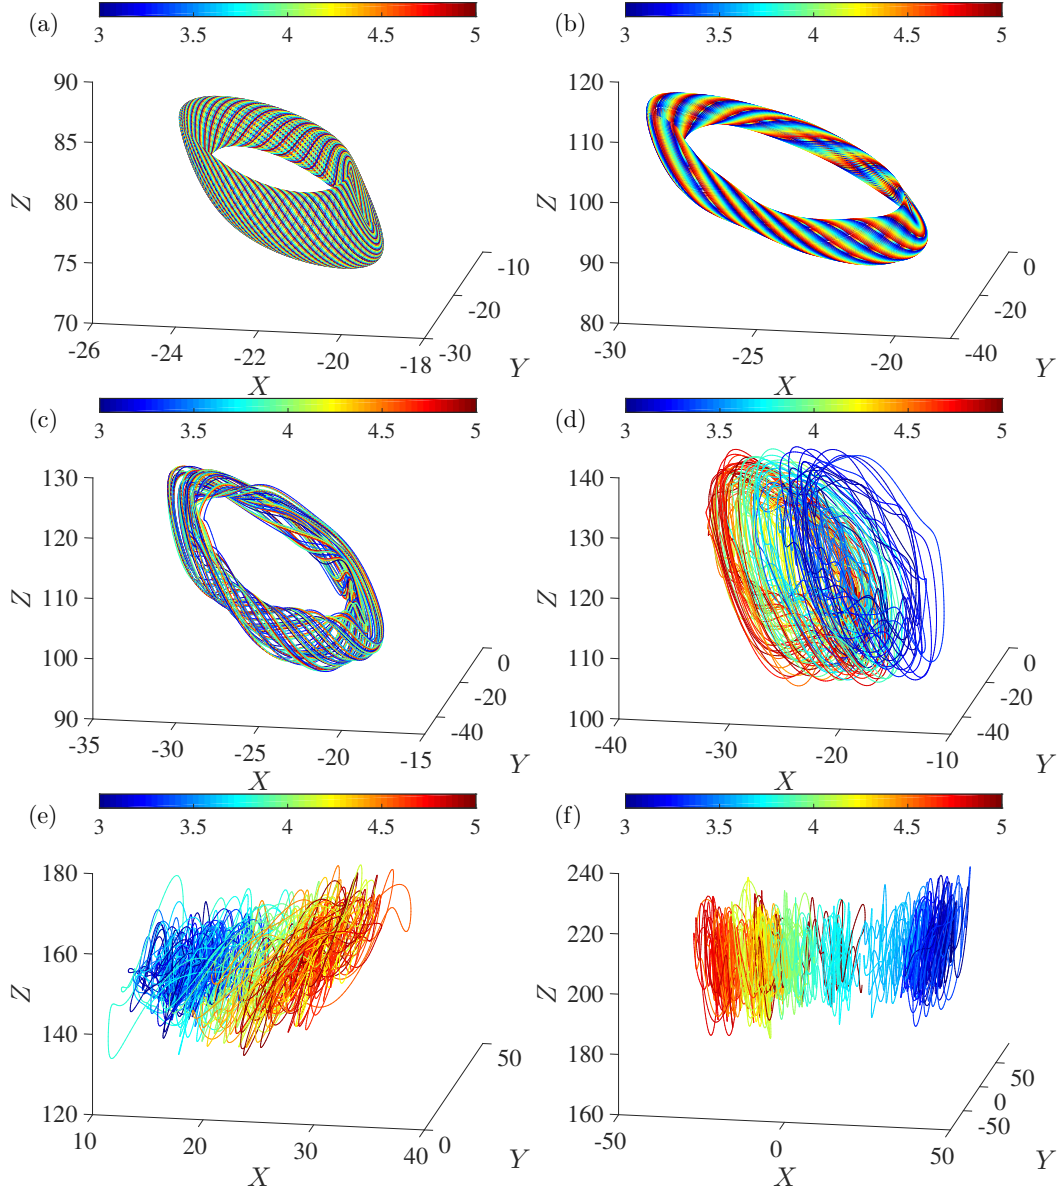 (a)
3 3.5 4 4.5 5
90
85
80
75
70
Z
-26 -24 -22 -20 -18
X
-30 -20 -10
Y
(b)
3 3.5 4 4.5 5
120
110
100
90
80
Z
-30 -25 -20
X
-40 -20 0
Y
(c)
3 3.5 4 4.5 5
130
120
110
100
90
Z
-35 -30 -25 -20 -15
X
-40 -20 0
Y
(d)
3 3.5 4 4.5 5
140
130
120
110
100
Z
-40 -30 -20 -10
X
-40 -20 0
Y
(e)
3 3.5 4 4.5 5
180
160
140
120
Z
10 20 30 40
X
0 50
Y
(f)
3 3.5 4 4.5 5
240
220
200
180
160
Z
-50 0 50
X
-50 0 50
Y